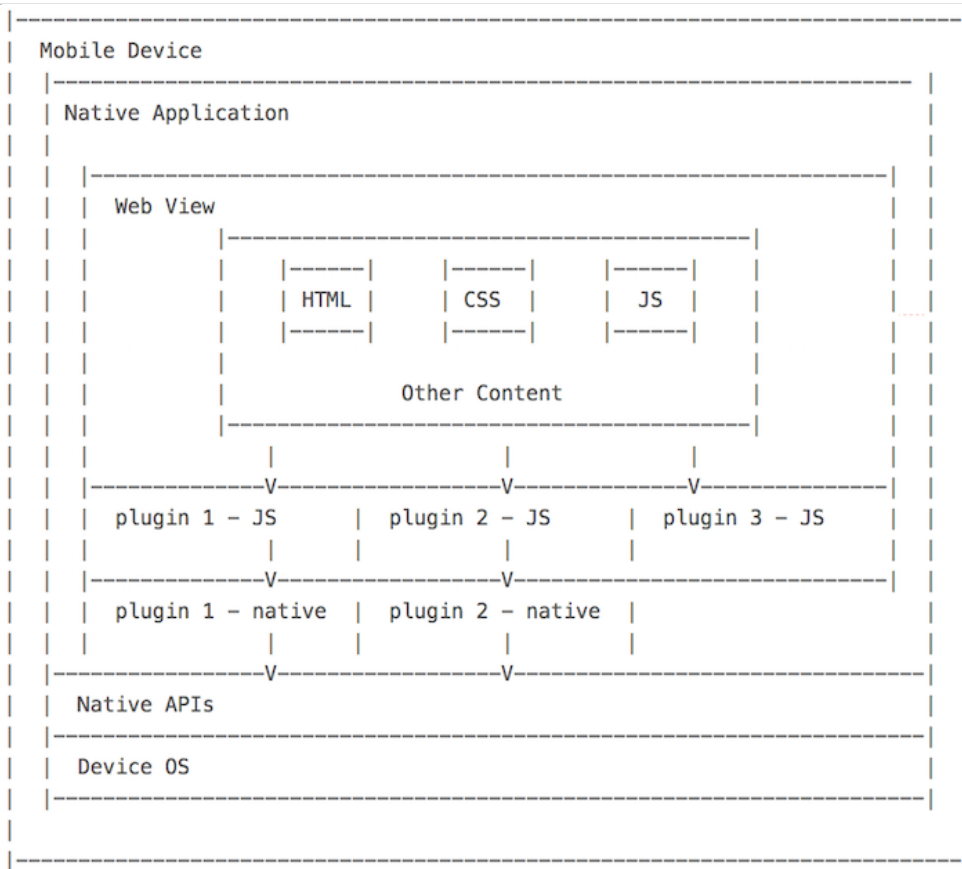 Mobile Device
Native Application
Web View
HTML CSS JS
Other Content
V V V
plugin 1 – JS | plugin 2 – JS | plugin 3 – JS
V V
plugin 1 – native | plugin 2 – native |
V V
Native APIs
Device OS